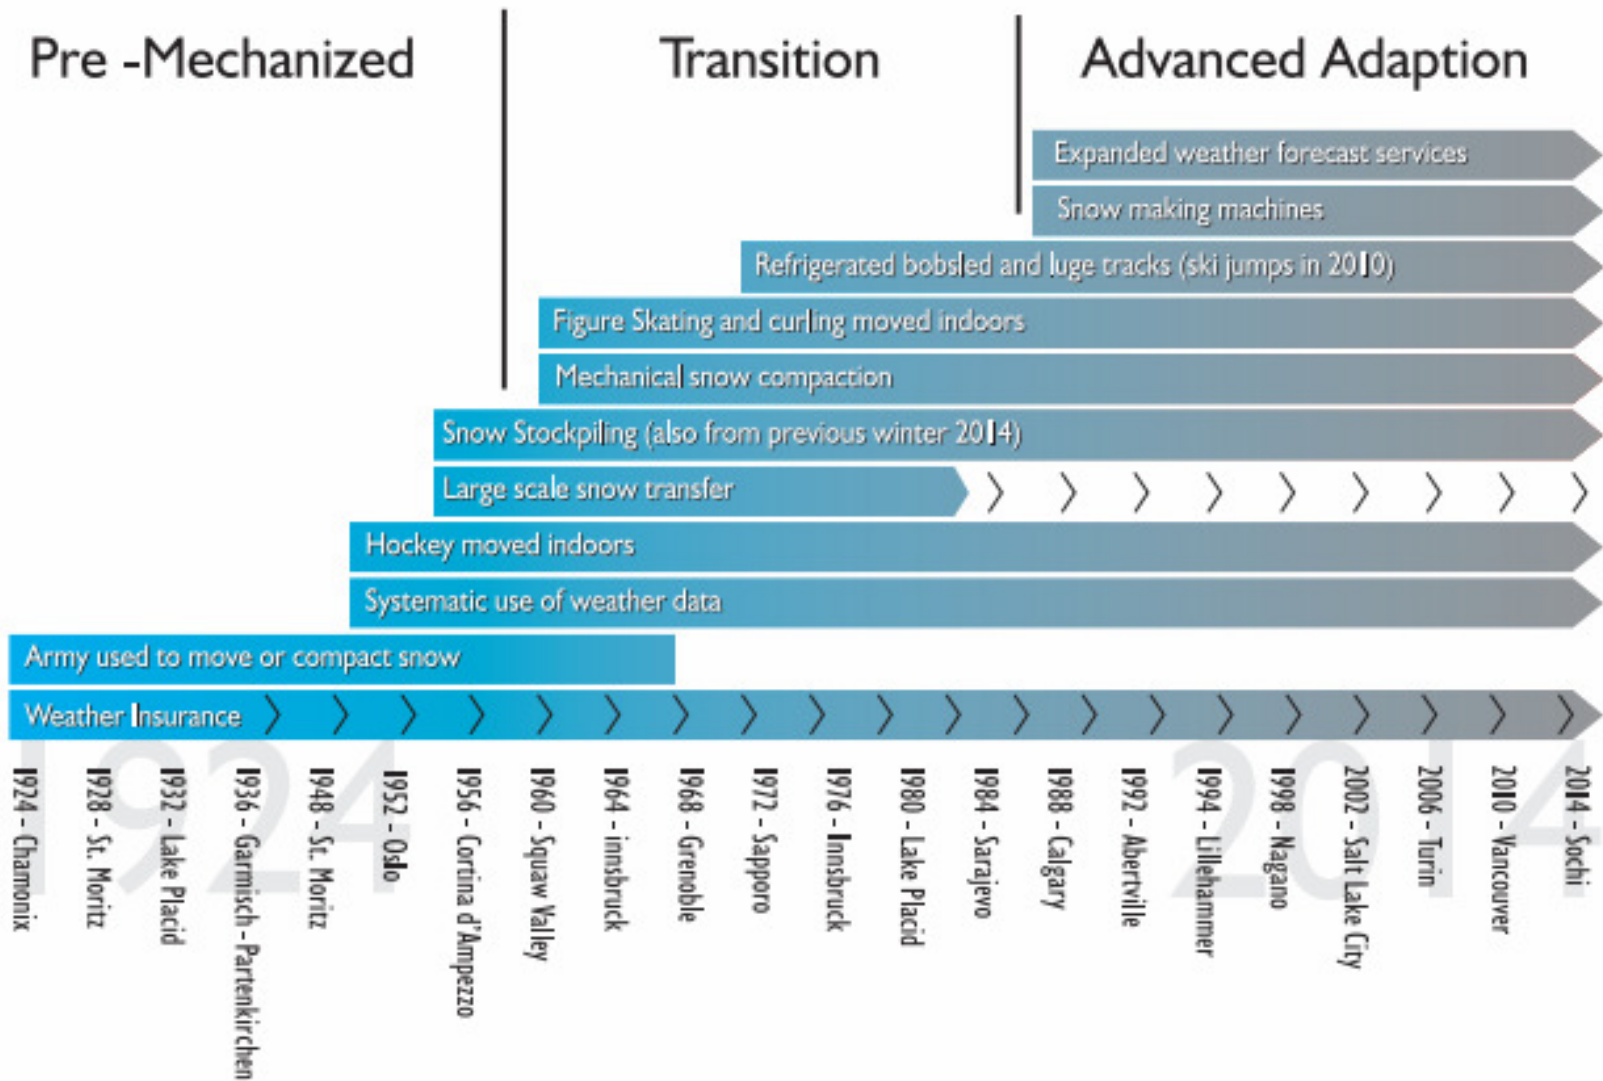 Pre -Mechanized
Transition
Advanced Adaption
Expanded weather forecast services
Snow making machines
Refrigerated bobsled and luge tracks (ski jumps in 2010)
Figure Skating and curling moved indoors
Mechanical snow compaction
Snow Stockpiling (also from previous winter 2014)
Large scale snow transfer
Hockey moved indoors
Systematic use of weather data
Army used to move or compact snow
Weather Insurance
1924
2014
1924 - Chamonix
1928 - St. Moritz
1932 - Lake Placid
1936 - Garmisch - Partenkirchen
1948 - St. Moritz
1952 - Oslo
1956 - Cortina d'Ampezzo
1960 - Squaw Valley
1964 - innsbruck
1968 - Grenoble
1972 - Sapporo
1976 - Innsbruck
1980 - Lake Placid
1984 - Sarajevo
1988 - Calgary
1992 - Abertville
1994 - Lillehammer
1998 - Nagano
2002 - Salt Lake City
2006 - Turin
2010 - Vancouver
2014 - Sochi